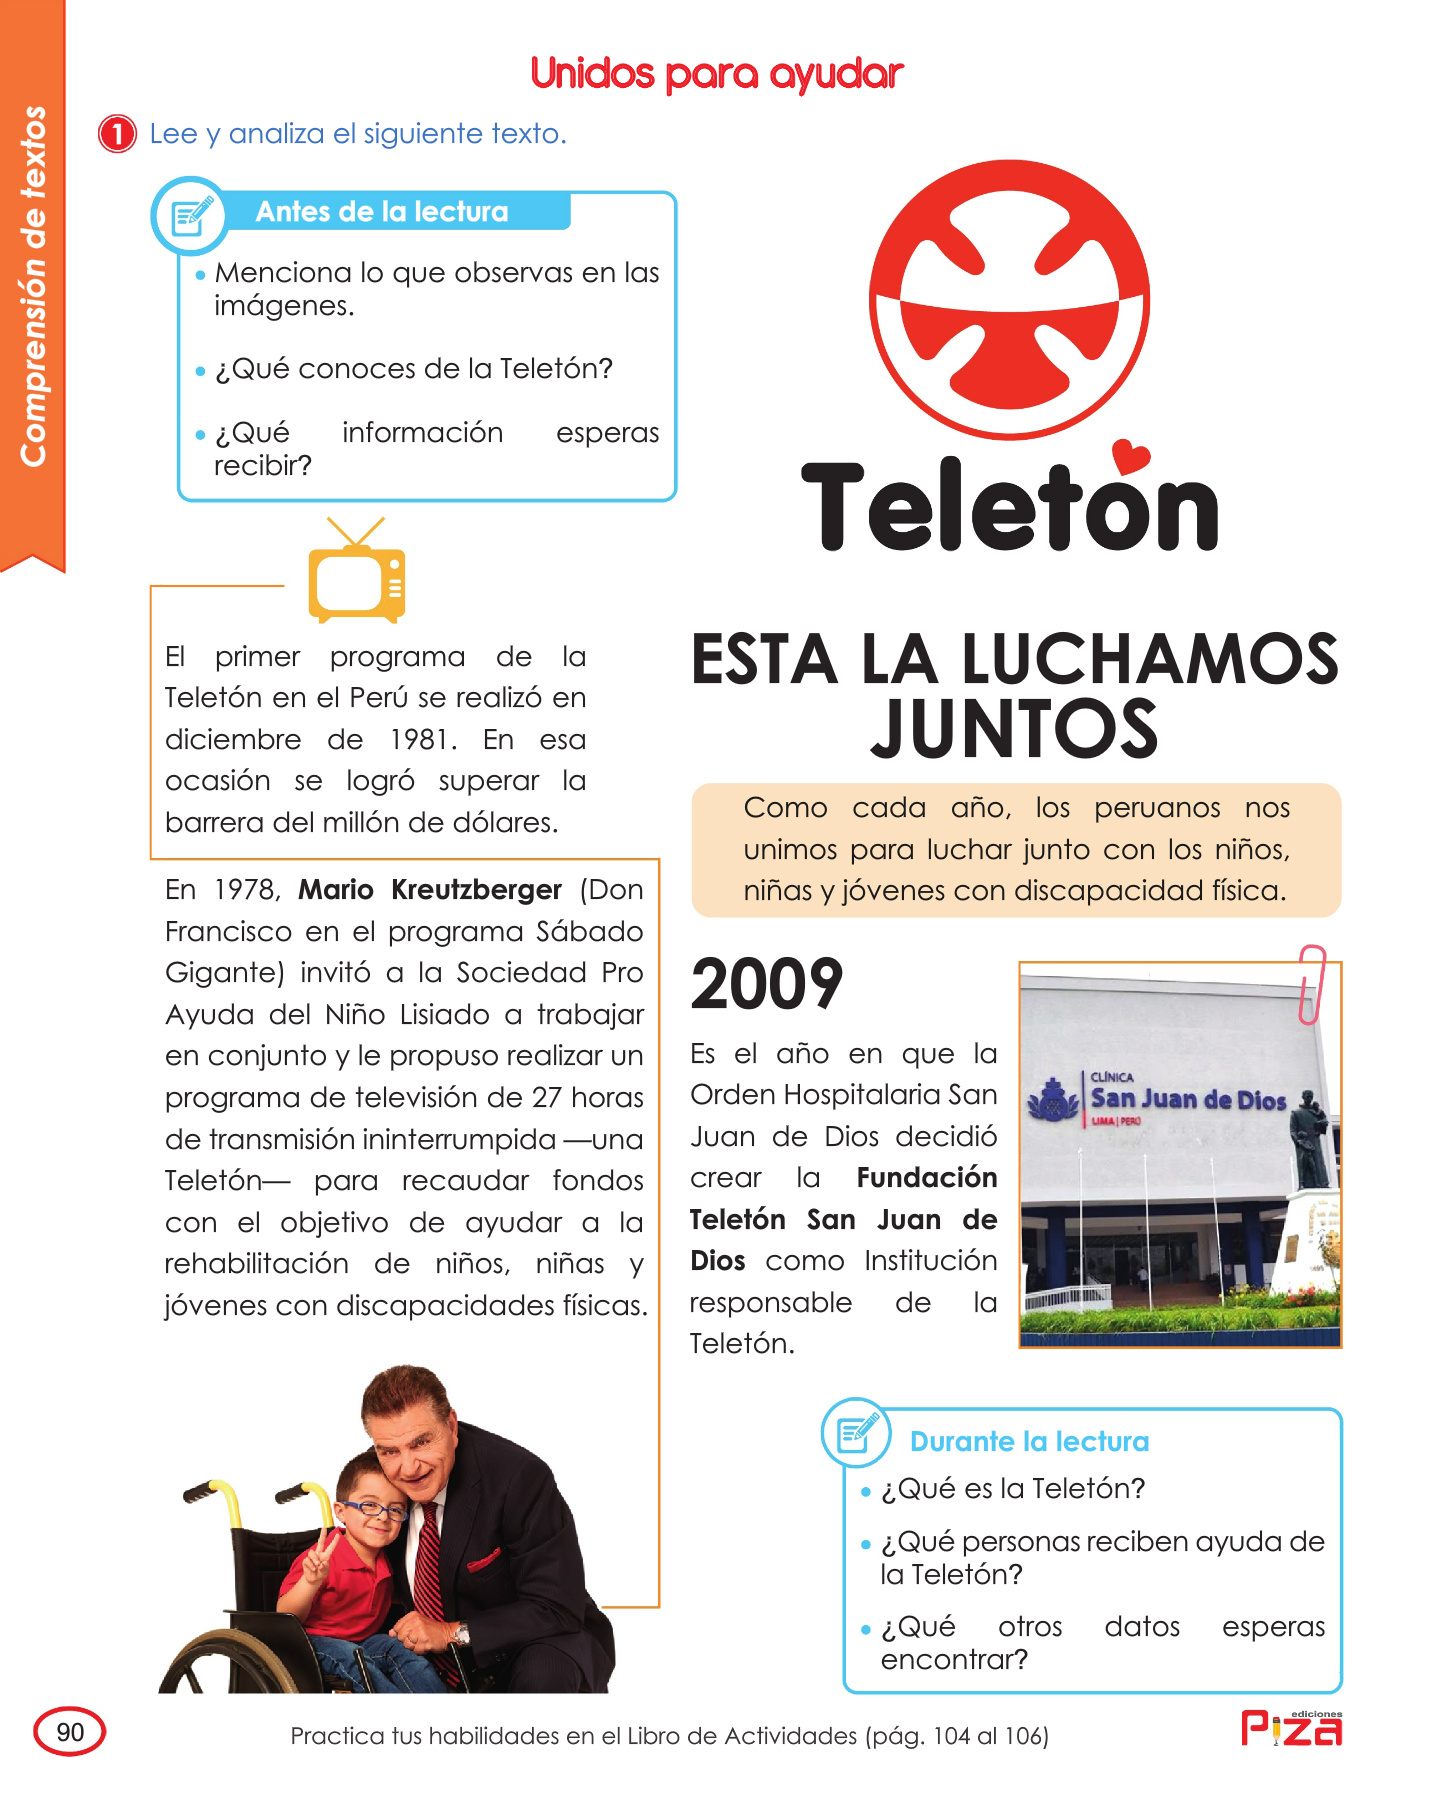 Comprensión de textos
Unidos para ayudar
1 Lee y analiza el siguiente texto.
Antes de la lectura
• Menciona lo que observas en las
imágenes.
• ¿Qué conoces de la Teletón?
• ¿Qué información esperas
recibir?
Teletón
El primer programa de la
Teletón en el Perú se realizó en
diciembre de 1981. En esa
ocasión se logró superar la
barrera del millón de dólares.
En 1978, Mario Kreutzberger (Don
Francisco en el programa Sábado
Gigante) invitó a la Sociedad Pro
Ayuda del Niño Lisiado a trabajar
en conjunto y le propuso realizar un
programa de televisión de 27 horas
de transmisión ininterrumpida —una
Teletón— para recaudar fondos
con el objetivo de ayudar a la
rehabilitación de niños, niñas y
jóvenes con discapacidades físicas.
ESTA LA LUCHAMOS
JUNTOS
Como cada año, los peruanos nos
unimos para luchar junto con los niños,
niñas y jóvenes con discapacidad física.
2009
Es el año en que la
Orden Hospitalaria San
Juan de Dios decidió
crear la Fundación
Teletón San Juan de
Dios como Institución
responsable de la
Teletón.
CLÍNICA
San Juan de Dios
LIMA | PERÚ
Durante la lectura
• ¿Qué es la Teletón?
• ¿Qué personas reciben ayuda de
la Teletón?
• ¿Qué otros datos esperas
encontrar?
90
Practica tus habilidades en el Libro de Actividades (pág. 104 al 106)
ediciones
Piza